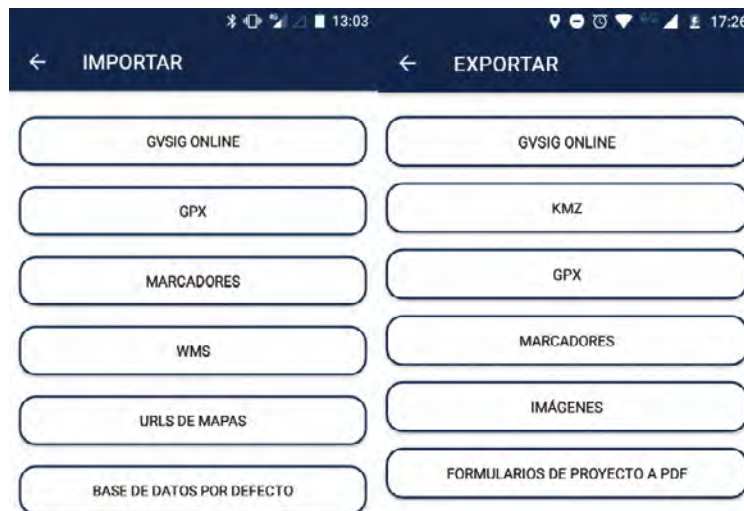 13:03
IMPORTAR
GVSIG ONLINE
GPX
MARCADORES
WMS
URLS DE MAPAS
BASE DE DATOS POR DEFECTO
17:26
EXPORTAR
GVSIG ONLINE
KMZ
GPX
MARCADORES
IMÁGENES
FORMULARIOS DE PROYECTO A PDF